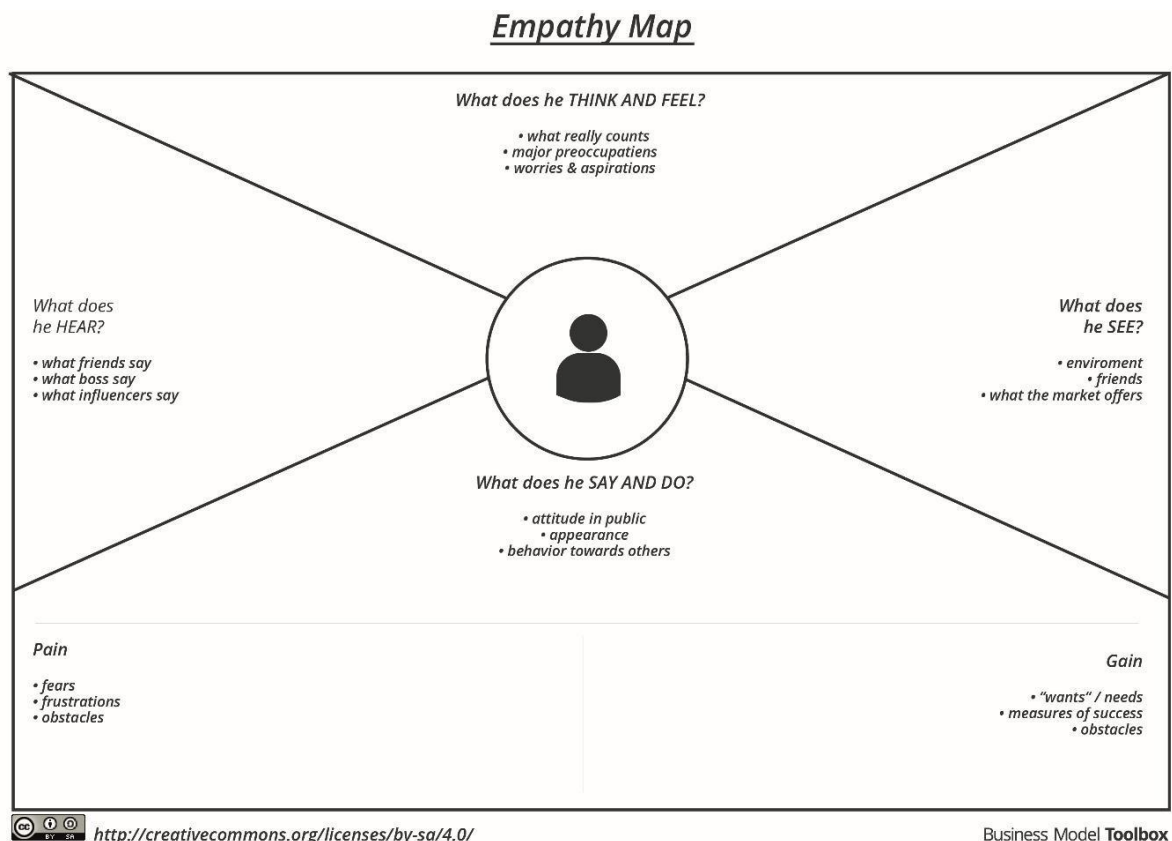 Empathy Map
What does he THINK AND FEEL?
• what really counts
• major preoccupatiens
• worries & aspirations
What does
he HEAR?
• what friends say
• what boss say
• what influencers say
What does
he SEE?
• enviroment
• friends
• what the market offers
What does he SAY AND DO?
• attitude in public
• appearance
• behavior towards others
Pain
• fears
• frustrations
• obstacles
Gain
• “wants“ / needs
• measures of success
• obstacles
cc BY SA
http://creativecommons.org/licenses/by-sa/4.0/
Business Model Toolbox